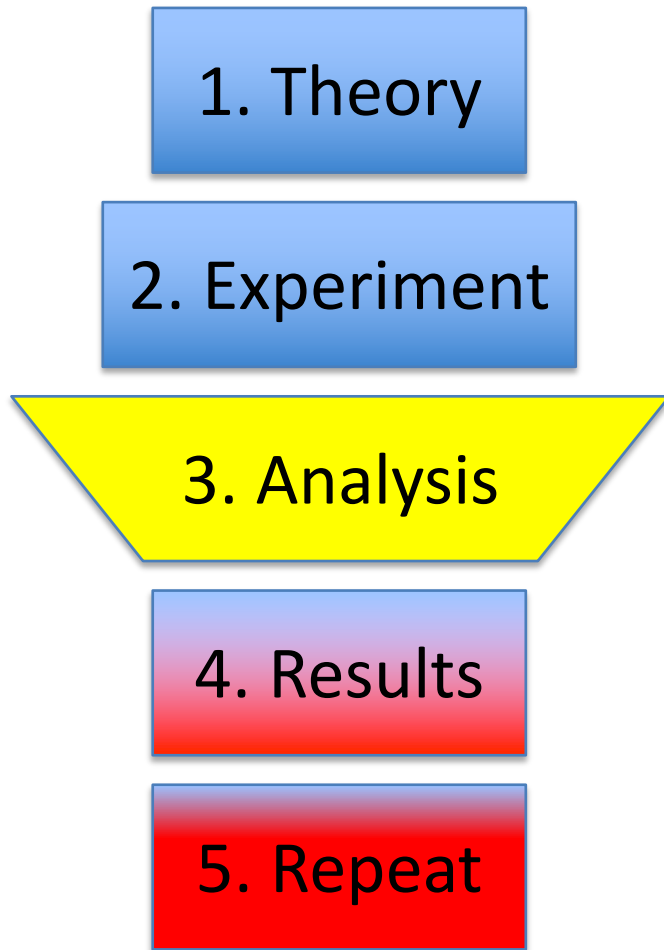 1. Theory
2. Experiment
3. Analysis
4. Results
5. Repeat